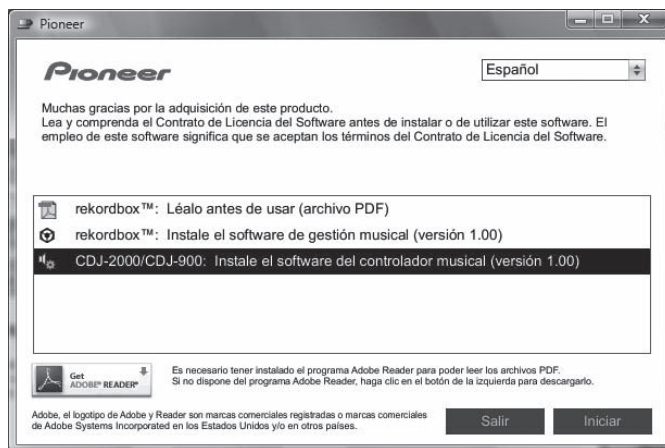 Pioneer
Pioneer
Español
Muchas gracias por la adquisición de este producto.
Lea y comprenda el Contrato de Licencia del Software antes de instalar o de utilizar este software. El
empleo de este software significa que se aceptan los términos del Contrato de Licencia del Software.
rekordbox™: Léalo antes de usar (archivo PDF)
rekordbox™: Instale el software de gestión musical (versión 1.00)
CDJ-2000/CDJ-900: Instale el software del controlador musical (versión 1.00)
Get
ADOBE® READER®
Es necesario tener instalado el programa Adobe Reader para poder leer los archivos PDF.
Si no dispone del programa Adobe Reader, haga clic en el botón de la izquierda para descargarlo.
Adobe, el logotipo de Adobe y Reader son marcas comerciales registradas o marcas comerciales
de Adobe Systems Incorporated en los Estados Unidos y/o en otros países.
Salir
Iniciar